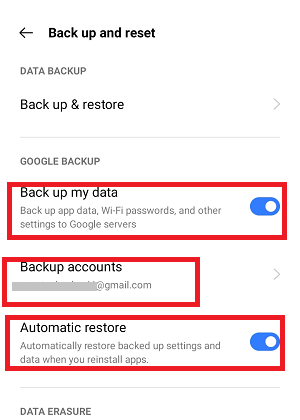 Back up and reset
DATA BACKUP
Back up & restore
GOOGLE BACKUP
Back up my data
Back up app data, Wi-Fi passwords, and other
settings to Google servers
Backup accounts
@gmail.com
Automatic restore
Automatically restore backed up settings and
data when you reinstall apps.
DATA ERASURE